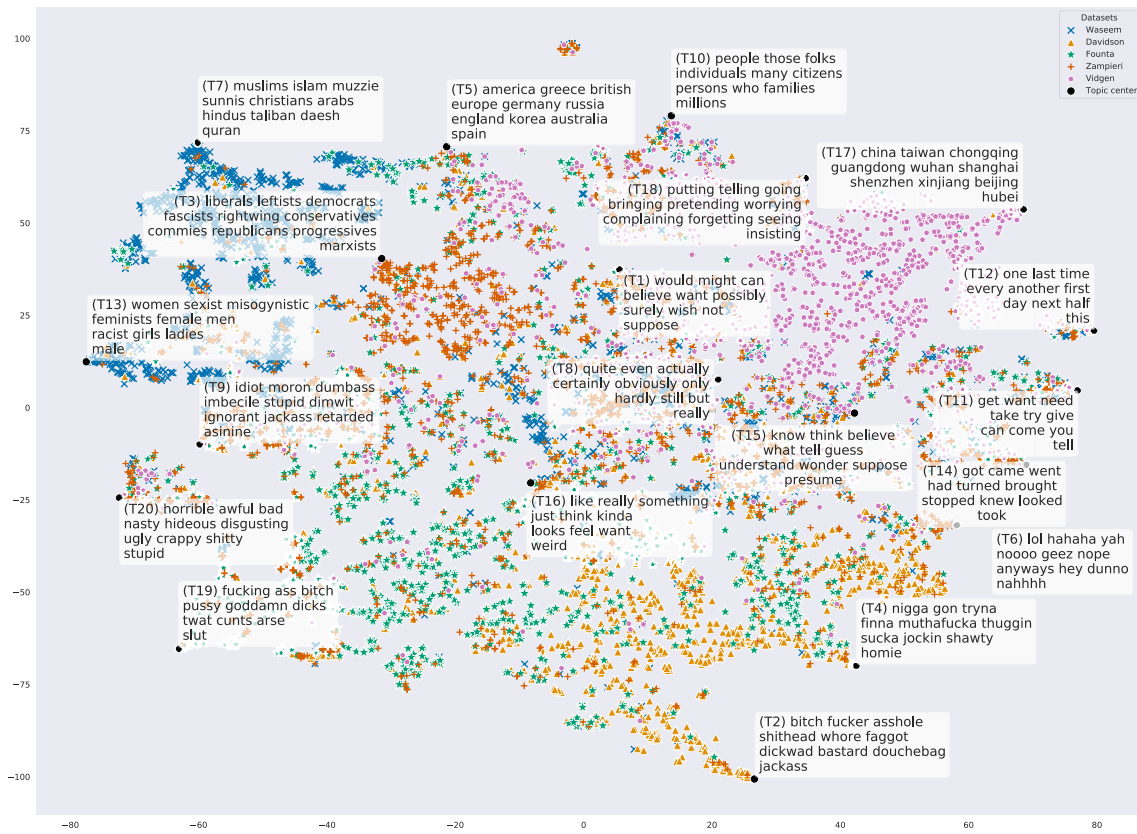 Datasets
Waseem
Davidson
Founta
Zampieri
Vidgen
Topic center
100
75
50
25
0
−25
−50
−75
−100
(T10) people those folks
individuals many citizens
persons who families
millions
(T7) muslims islam muzzie
sunnis christians arabs
hindus taliban daesh
quran
(T5) america greece british
europe germany russia
england korea australia
spain
(T17) china taiwan chongqing
guangdong wuhan shanghai
shenzhen xinjiang beijing
hubei
(T18) putting telling going
bringing pretending worrying
complaining forgetting seeing
insisting
(T3) liberals leftists democrats
fascists rightwing conservatives
commies republicans progressives
marxists
(T12) one last time
every another first
day next half
this
(T1) would might can
believe want possibly
surely wish not
suppose
(T13) women sexist misogynistic
feminists female men
racist girls ladies
male
(T8) quite even actually
certainly obviously only
hardly still but
really
(T9) idiot moron dumbass
imbecile stupid dimwit
ignorant jackass retarded
asinine
(T11) get want need
take try give
can come you
tell
(T15) know think believe
what tell guess
understand wonder suppose
presume
(T14) got came went
had turned brought
stopped knew looked
took
(T20) horrible awful bad
nasty hideous disgusting
ugly crappy shitty
stupid
(T16) like really something
just think kinda
looks feel want
weird
(T6) lol hahaha yah
noooo geez nope
anyways hey dunno
nahhhh
(T19) fucking ass bitch
pussy goddamn dicks
twat cunts arse
slut
(T4) nigga gon tryna
finna muthafucka thuggin
sucka jockin shawty
homie
(T2) bitch fucker asshole
shithead whore faggot
dickwad bastard douchebag
jackass
−80
−60
−40
−20
0
20
40
60
80